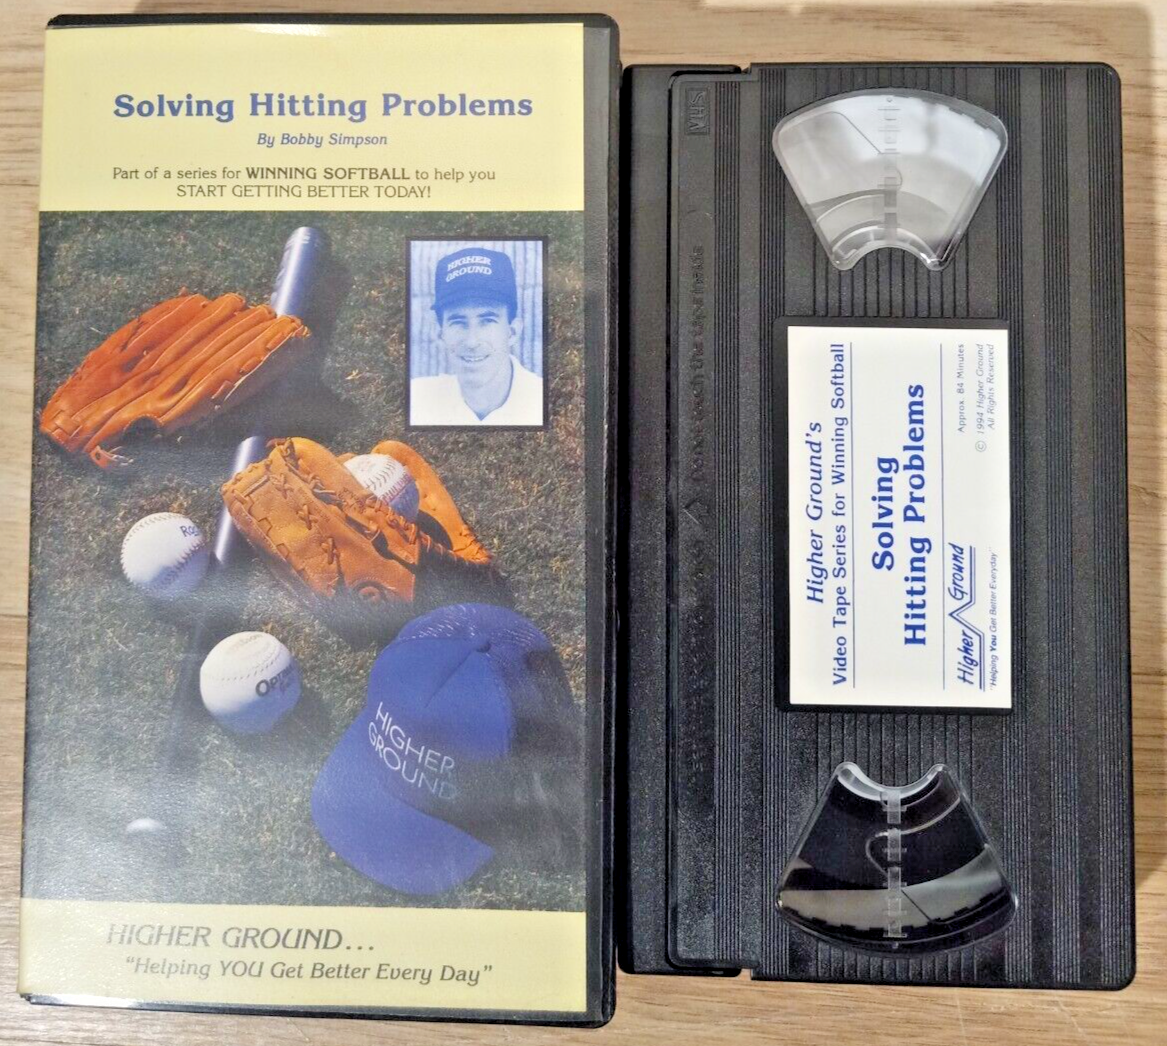 Solving Hitting Problems
By Bobby Simpson
Part of a series for WINNING SOFTBALL to help you
START GETTING BETTER TODAY!
HIGHER
GROUND
HIGHER
GROUND
HIGHER GROUND...
"Helping YOU Get Better Every Day"
VHS
Higher Ground's
Video Tape Series for Winning Softball
Solving
Hitting Problems
Higher Ground
"Helping You Get Better Everyday"
Approx. 84 Minutes
© 1994 Higher Ground
All Rights Reserved